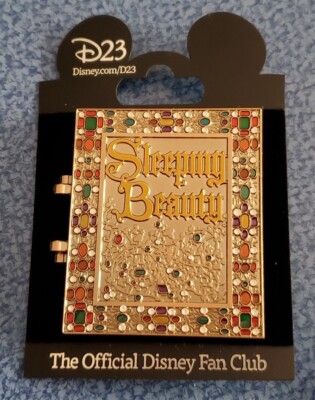 D23
Disney.com/D23
Sleeping
Beauty
The Official Disney Fan Club